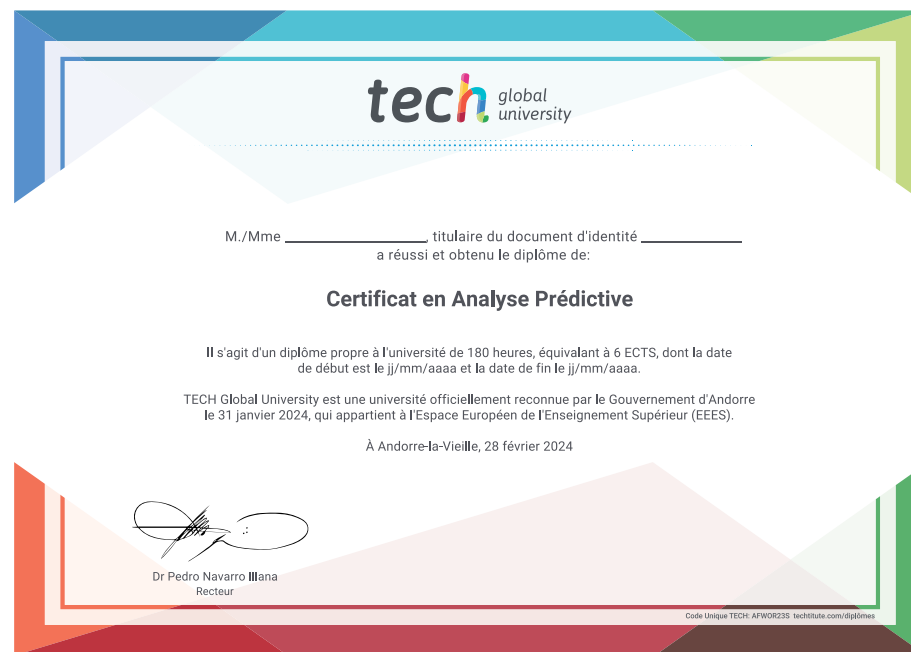 tech global university
M./Mme ____________________, titulaire du document d'identité ______________
a réussi et obtenu le diplôme de:
Certificat en Analyse Prédictive
Il s'agit d'un diplôme propre à l'université de 180 heures, équivalant à 6 ECTS, dont la date
de début est le jj/mm/aaaa et la date de fin le jj/mm/aaaa.
TECH Global University est une université officiellement reconnue par le Gouvernement d'Andorre
le 31 janvier 2024, qui appartient à l'Espace Européen de l'Enseignement Supérieur (EEES).
À Andorre-la-Vieille, 28 février 2024
Dr Pedro Navarro Illana
Recteur
Code Unique TECH: AFWOR23S techtitute.com/diplômes